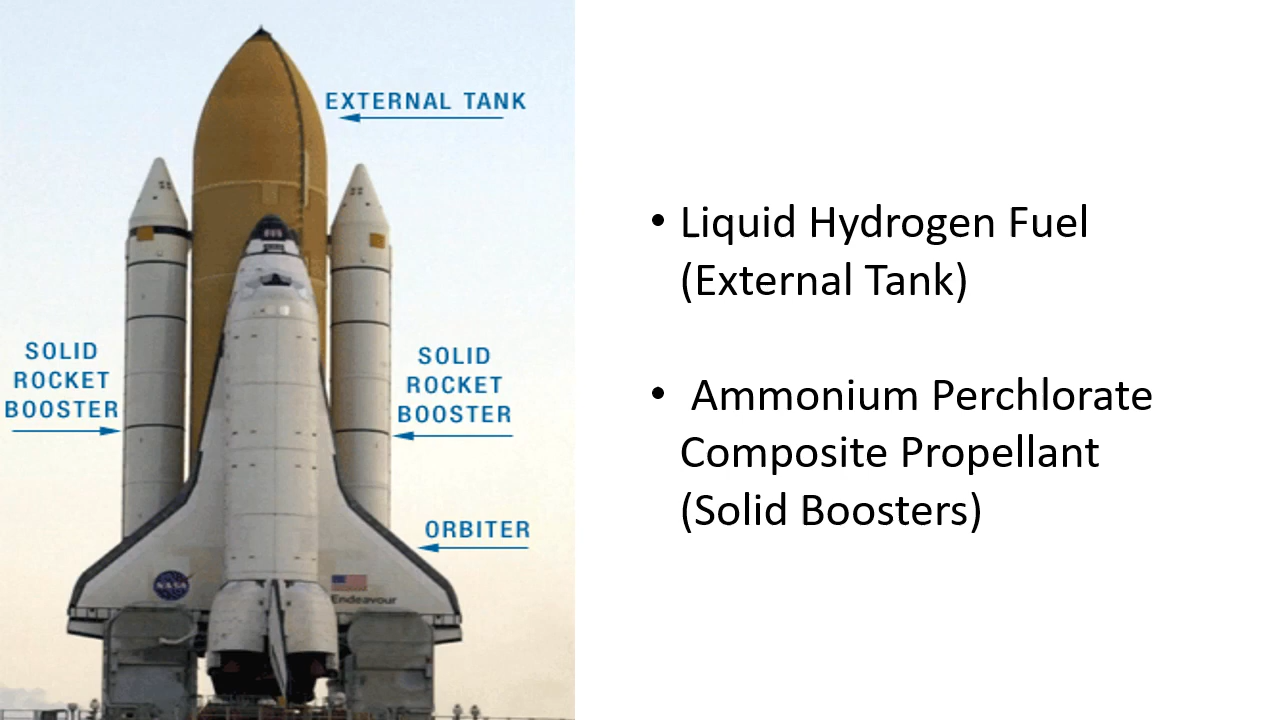 EXTERNAL TANK
SOLID
ROCKET
BOOSTER
SOLID
ROCKET
BOOSTER
ORBITER
NASA
Endeavour
• Liquid Hydrogen Fuel
(External Tank)
• Ammonium Perchlorate
Composite Propellant
(Solid Boosters)